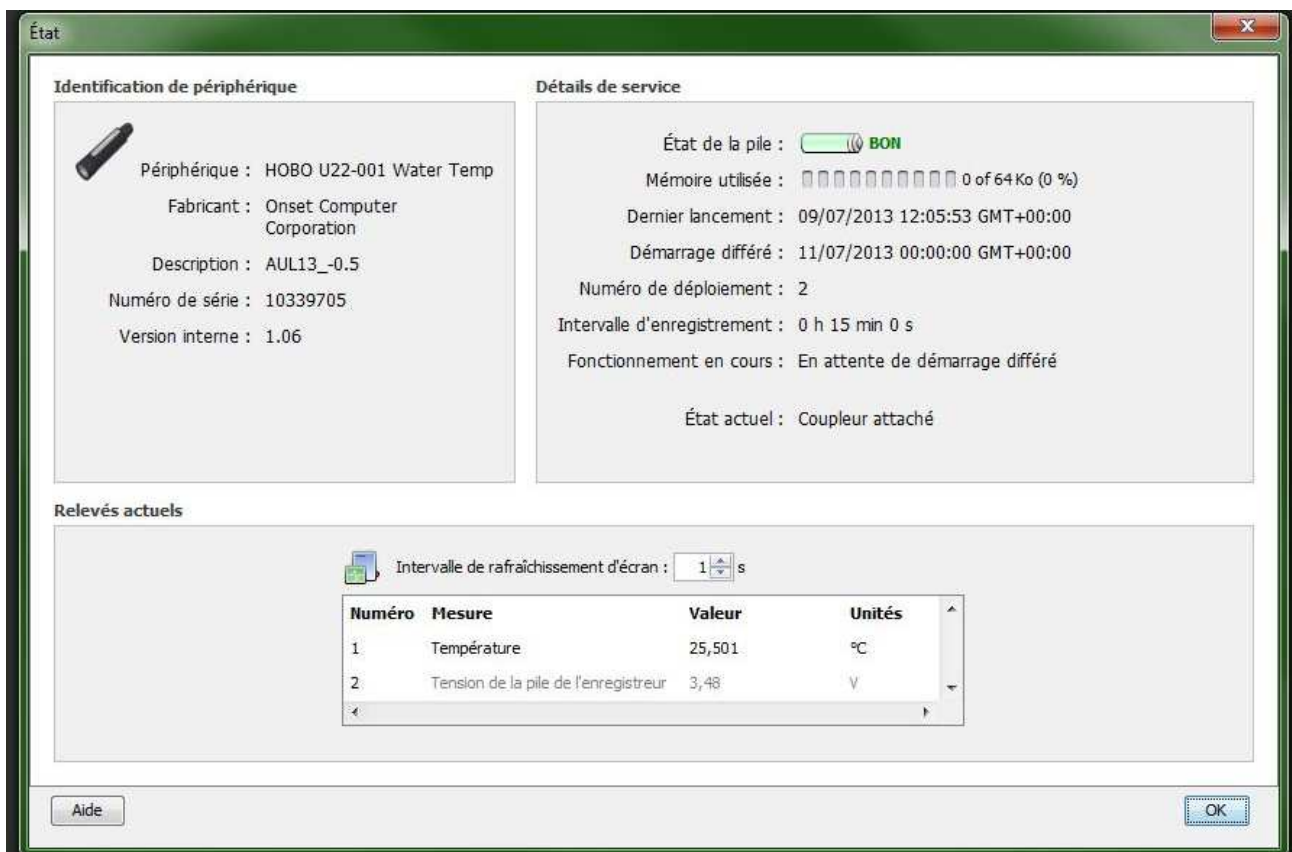 État
Identification de périphérique
Périphérique : HOBO U22-001 Water Temp
Fabricant : Onset Computer
Corporation
Description : AUL13_-0.5
Numéro de série : 10339705
Version interne : 1.06
Détails de service
État de la pile : BON
Mémoire utilisée : 0 of 64 Ko (0 %)
Dernier lancement : 09/07/2013 12:05:53 GMT+00:00
Démarrage différé : 11/07/2013 00:00:00 GMT+00:00
Numéro de déploiement : 2
Intervalle d'enregistrement : 0 h 15 min 0 s
Fonctionnement en cours : En attente de démarrage différé
État actuel : Coupleur attaché
Relevés actuels
Intervalle de rafraîchissement d'écran : 1 s
Numéro Mesure Valeur Unités
1 Température 25,501 °C
2 Tension de la pile de l'enregistreur 3,48 V
Aide OK